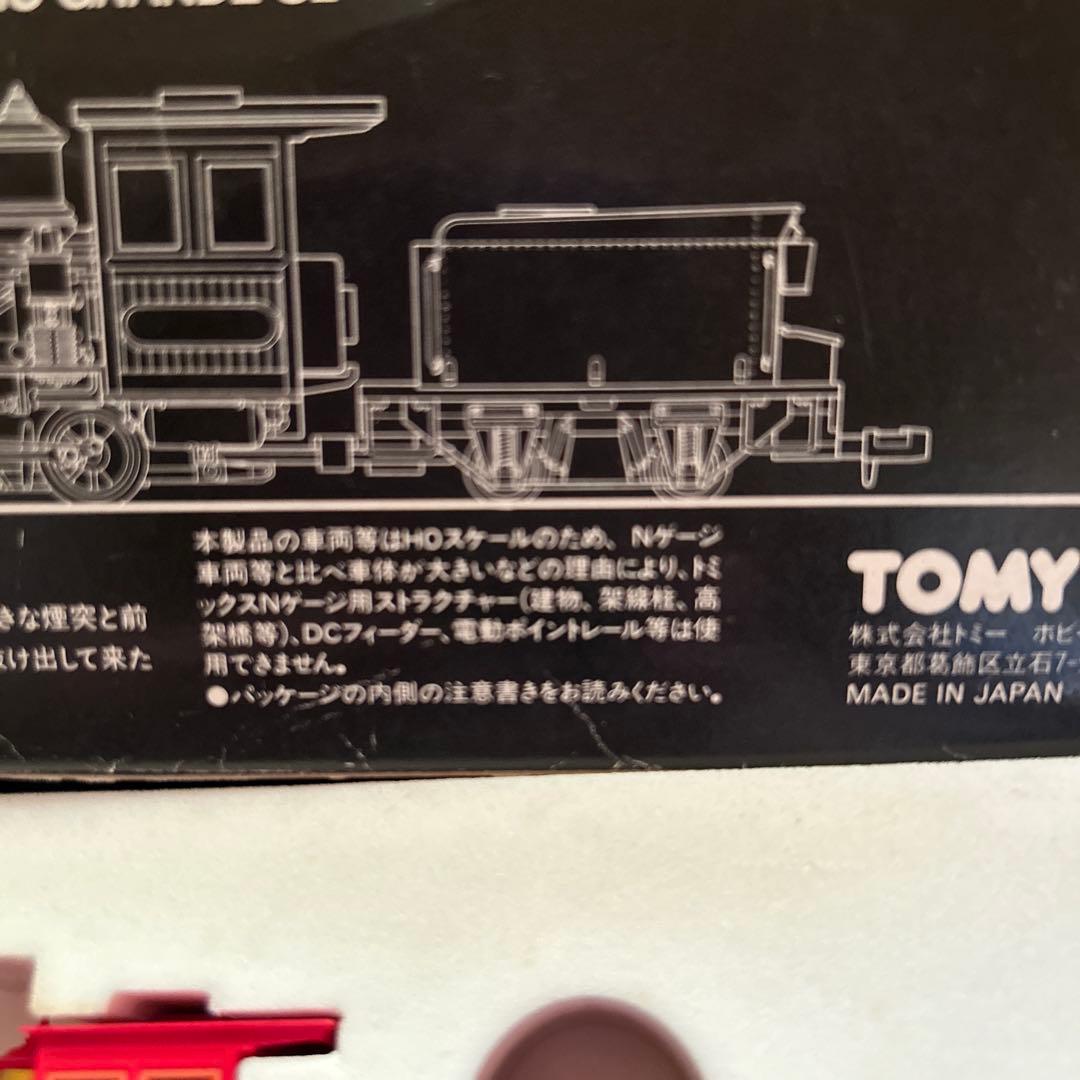 GRANDE
本製品の車両等はHOスケールのため、Nゲージ
車両等と比べ車体が大きいなどの理由により、トミ
ックスNゲージ用ストラクチャー(建物、架線柱、高
架橋等)、DCフィーダー、電動ポイントレール等は使
用できません。
●パッケージの内側の注意書きをお読みください。
きな煙突と前
け出して来た
TOMY
株式会社トミー ホビー
東京都葛飾区立石7-
MADE IN JAPAN